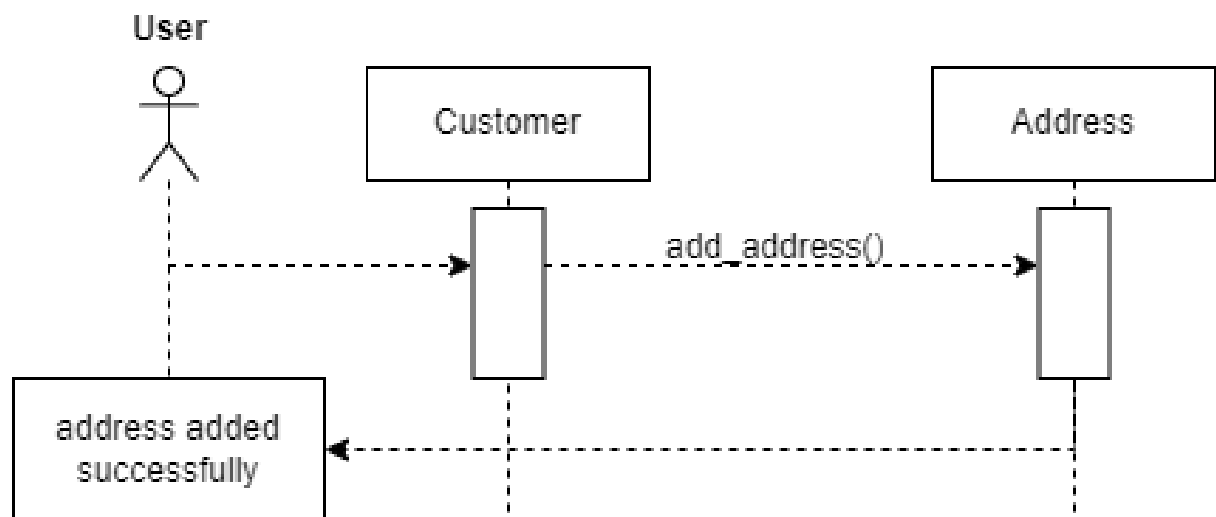 User
Customer
Address
add_address()
address added
successfully